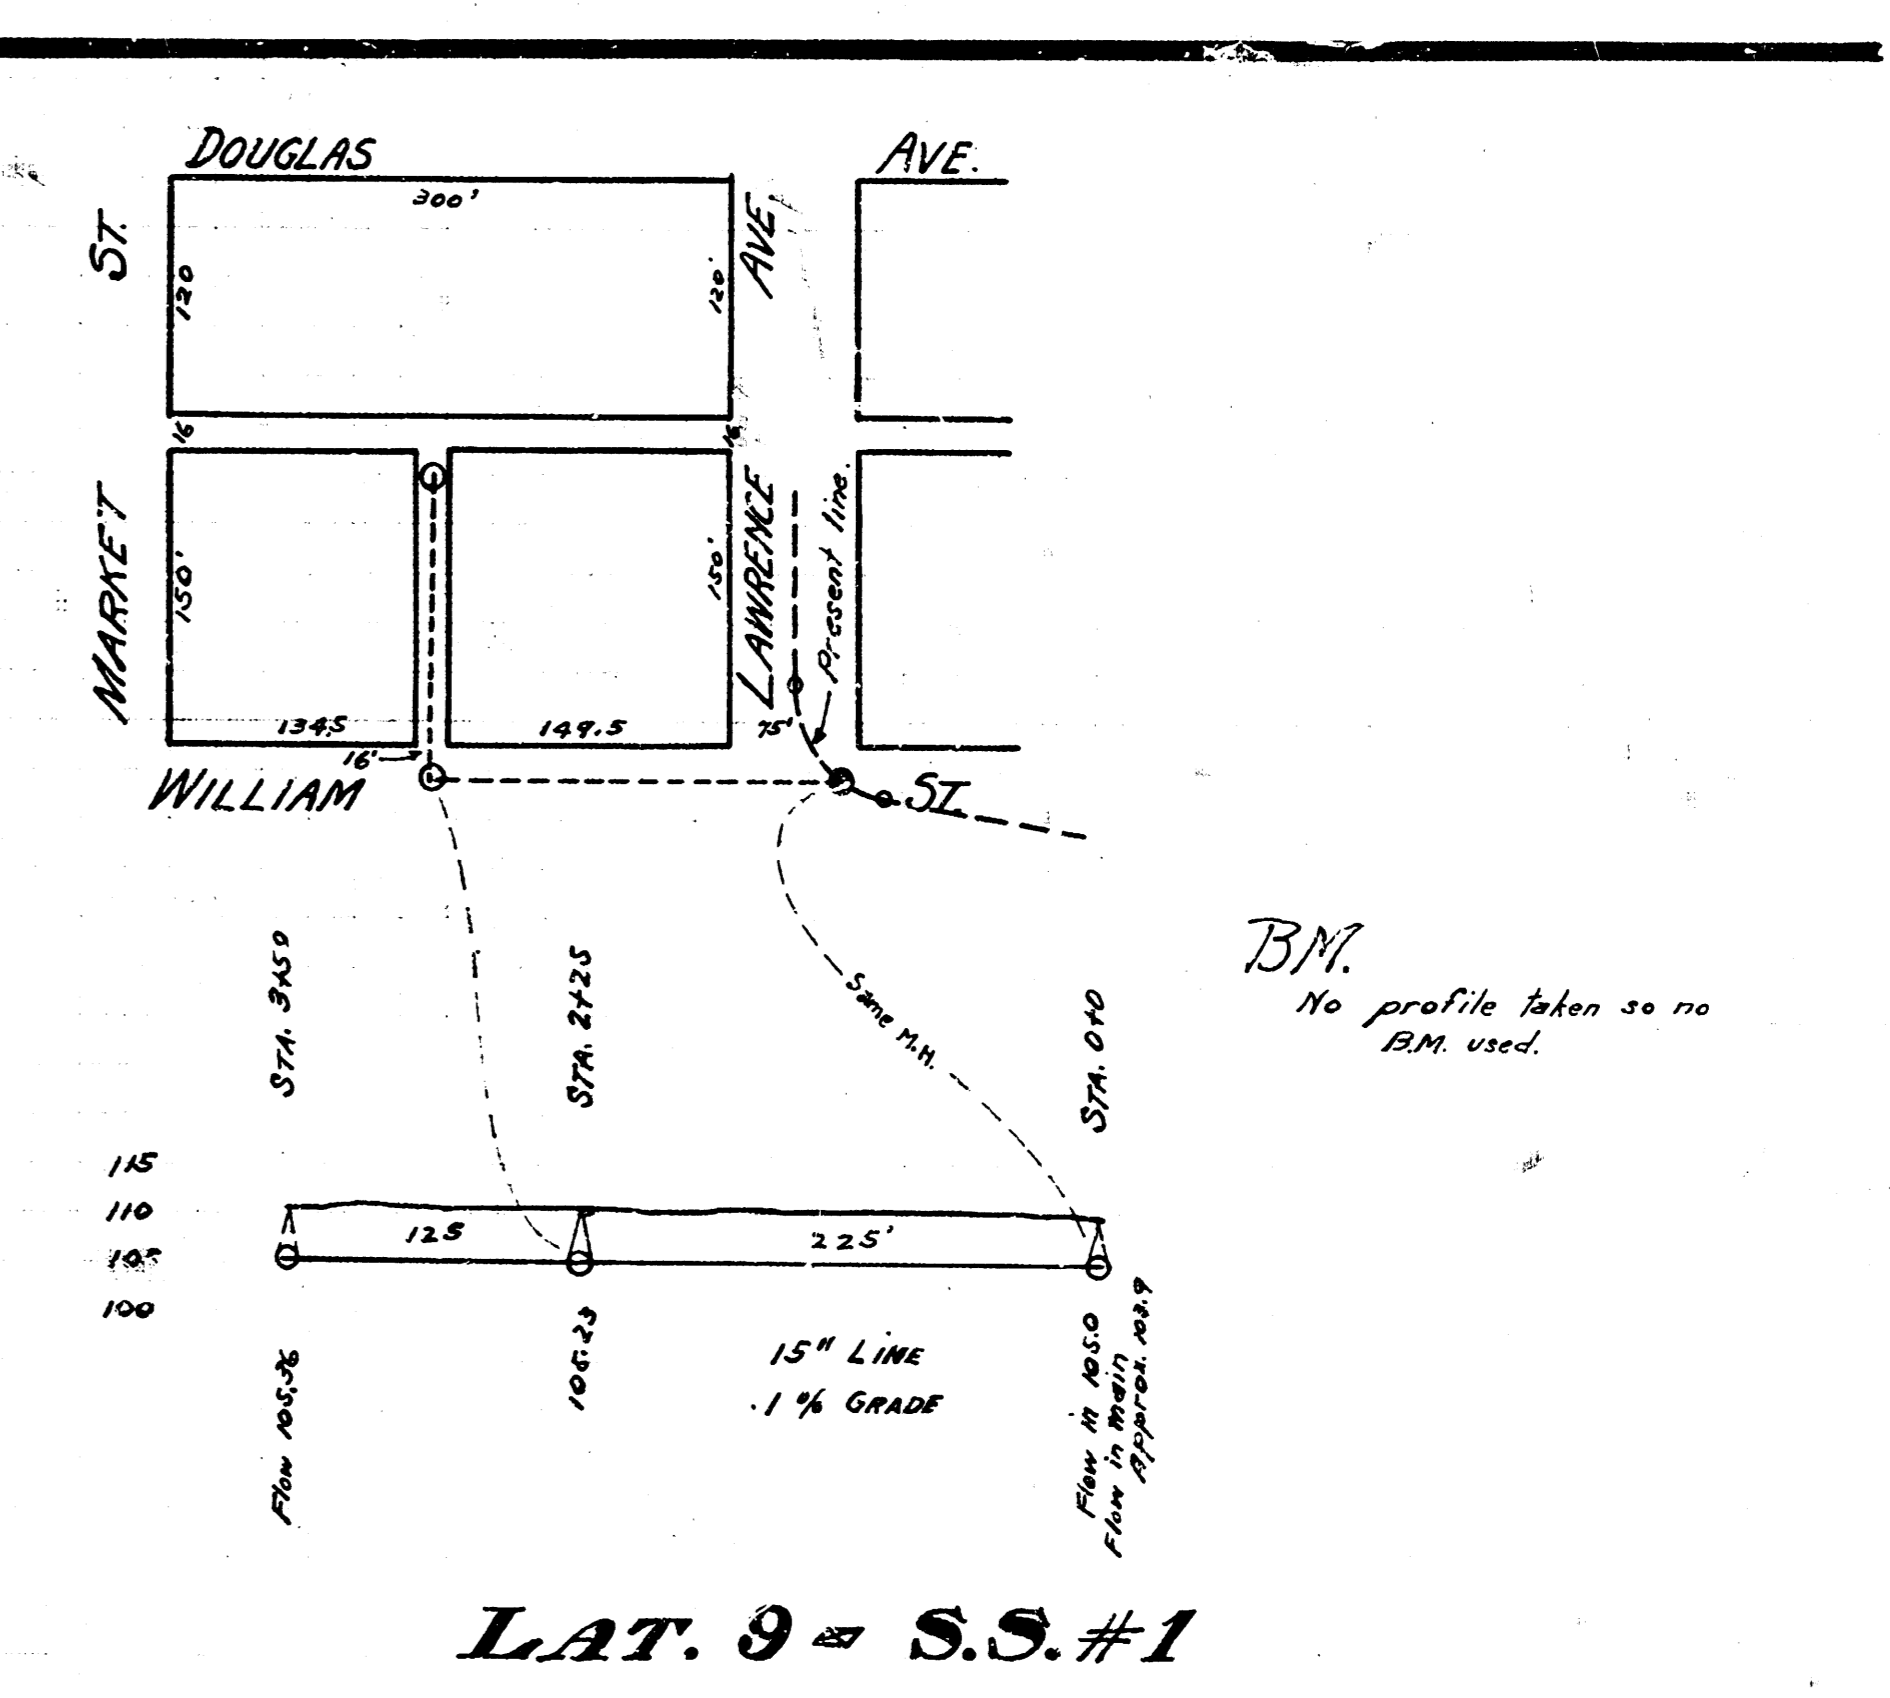 DOUGLAS AVE.
300'
ST.
120
120'
AVE.
16
16
MARKET
150'
150'
LAWRENCE
Present line.
134.5
149.5
75'
16'
WILLIAM ST.
STA. 3+50
STA. 2+25
Same M.H.
STA. 0+0
BM.
No profile taken so no
B.M. used.
115
110
105
100
125
225'
Flow 105.36
105.23
15" LINE
.1 % GRADE
Flow in 105.0
Flow in main
Approx. 103.9
LAT. 9 - S.S. #1